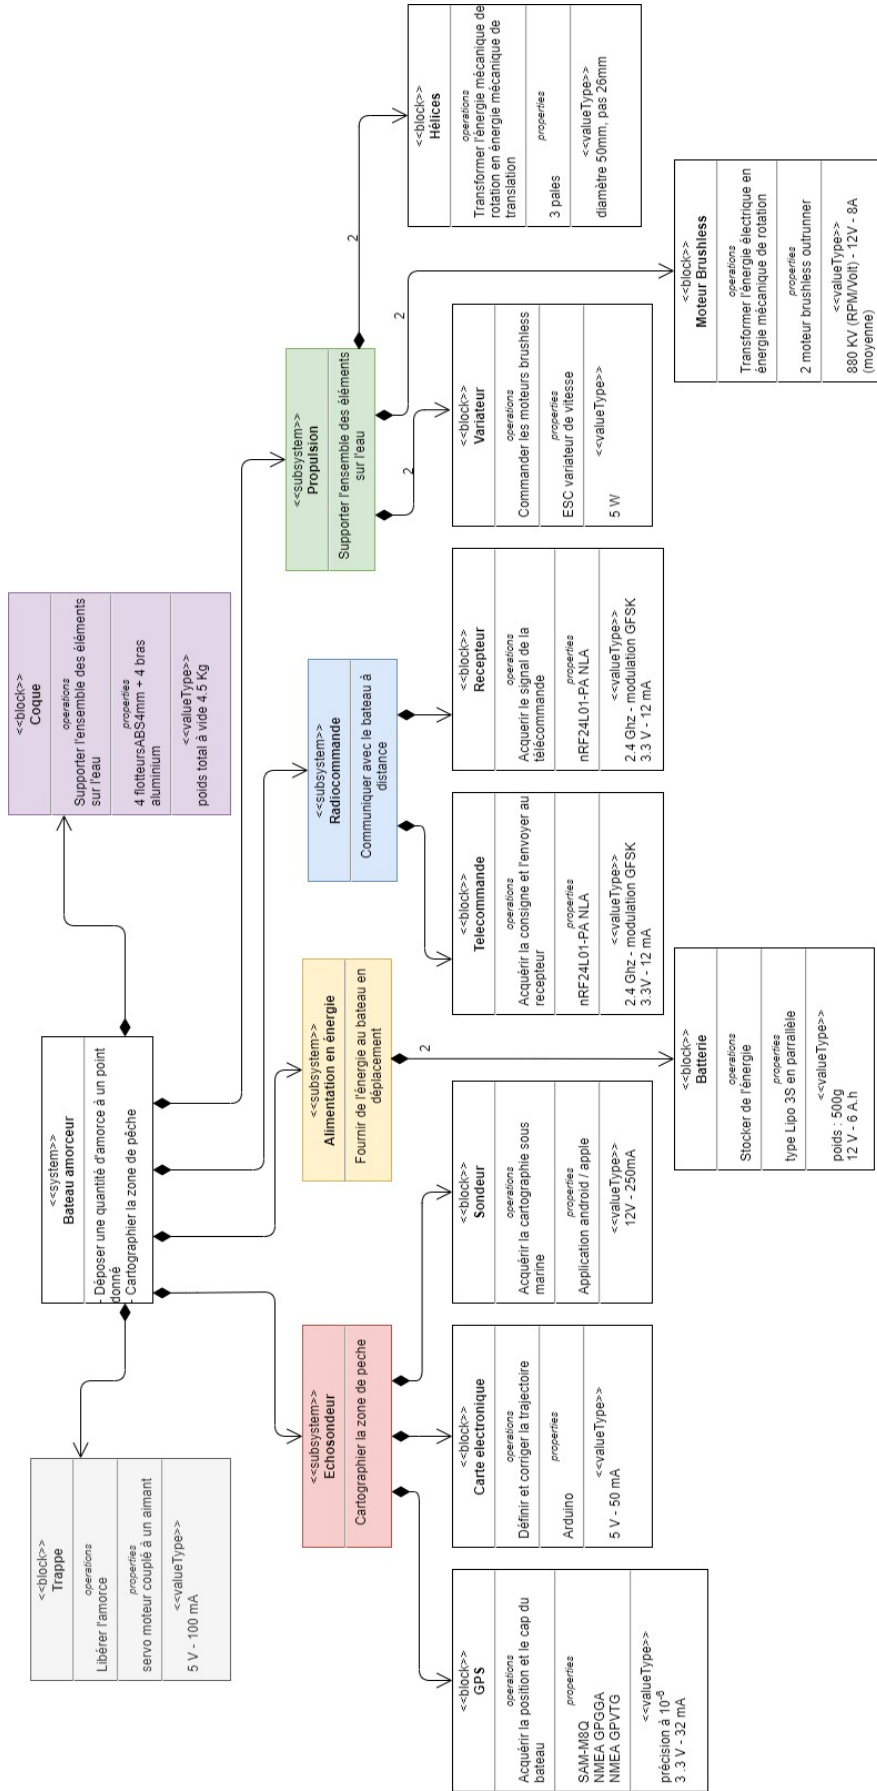 <<system>>
Bateau amorceur
- Déposer une quantité d'amorce à un point
donné
- Cartographier la zone de pêche
<<block>>
Trappe
operations
Libérer l'amorce
properties
servo moteur couplé à un aimant
<<valueType>>
5 V - 100 mA
<<block>>
Coque
operations
Supporter l'ensemble des éléments
sur l'eau
properties
4 flotteursABS4mm + 4 bras
aluminium
<<valueType>>
poids total à vide 4.5 Kg
<<subsystem>>
Echosondeur
Cartographier la zone de peche
<<subsystem>>
Alimentation en énergie
Fournir de l'énergie au bateau en
déplacement
<<subsystem>>
Radiocommande
Communiquer avec le bateau à
distance
<<subsystem>>
Propulsion
Supporter l'ensemble des éléments
sur l'eau
2
2
2
2
<<block>>
GPS
operations
Acquérir la position et le cap du
bateau
properties
SAM-M8Q
NMEA GPGGA
NMEA GPVTG
<<valueType>>
précision à 10-6
3 .3 V - 32 mA
<<block>>
Carte electronique
operations
Définir et corriger la trajectoire
properties
Arduino
<<valueType>>
5 V - 50 mA
<<block>>
Sondeur
operations
Acquérir la cartographie sous
marine
properties
Application android / apple
<<valueType>>
12V - 250mA
<<block>>
Telecommande
operations
Acquérir la consigne et l'envoyer au
recepteur
properties
nRF24L01-PA NLA
<<valueType>>
2.4 Ghz - modulation GFSK
3.3V - 12 mA
<<block>>
Recepteur
operations
Acquerir le signal de la
télécommande
properties
nRF24L01-PA NLA
<<valueType>>
2.4 Ghz - modulation GFSK
3.3 V - 12 mA
<<block>>
Variateur
operations
Commander les moteurs brushless
properties
ESC variateur de vitesse
<<valueType>>
5 W
<<block>>
Hélices
operations
Transformer l'énergie mécanique de
rotation en énergie mécanique de
translation
properties
3 pales
<<valueType>>
diamètre 50mm, pas 26mm
<<block>>
Batterie
operations
Stocker de l'énergie
properties
type Lipo 3S en parrallèle
<<valueType>>
poids : 500g
12 V - 6 A.h
<<block>>
Moteur Brushless
operations
Transformer l'énergie électrique en
énergie mécanique de rotation
properties
2 moteur brushless outrunner
<<valueType>>
880 KV (RPM/Volt) - 12V - 8A
(moyenne)